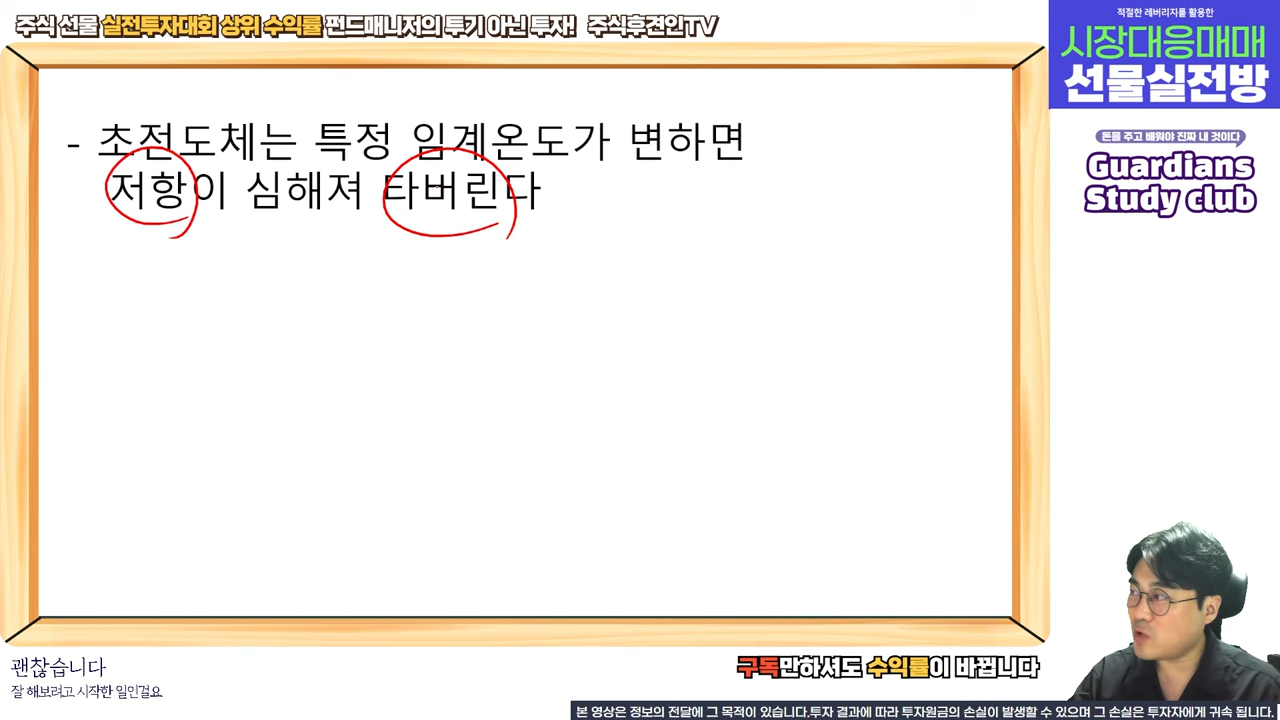 주식 선물 실전투자대회 상위 수익률 펀드매니저의 투기 아닌 투자! 주식후견인TV
적절한 레버리지를 활용한
시장대응매매
선물실전방
돈을 주고 배워야 진짜 내 것이다
Guardians
Study club
- 초전도체는 특정 임계온도가 변하면
저항이 심해져 타버린다
괜찮습니다
잘 해보려고 시작한 일인걸요
구독만하셔도 수익률이 바뀝니다
본 영상은 정보의 전달에 그 목적이 있습니다.투자 결과에 따라 투자원금의 손실이 발생할 수 있으며 그 손실은 투자자에게 귀속 됩니다.